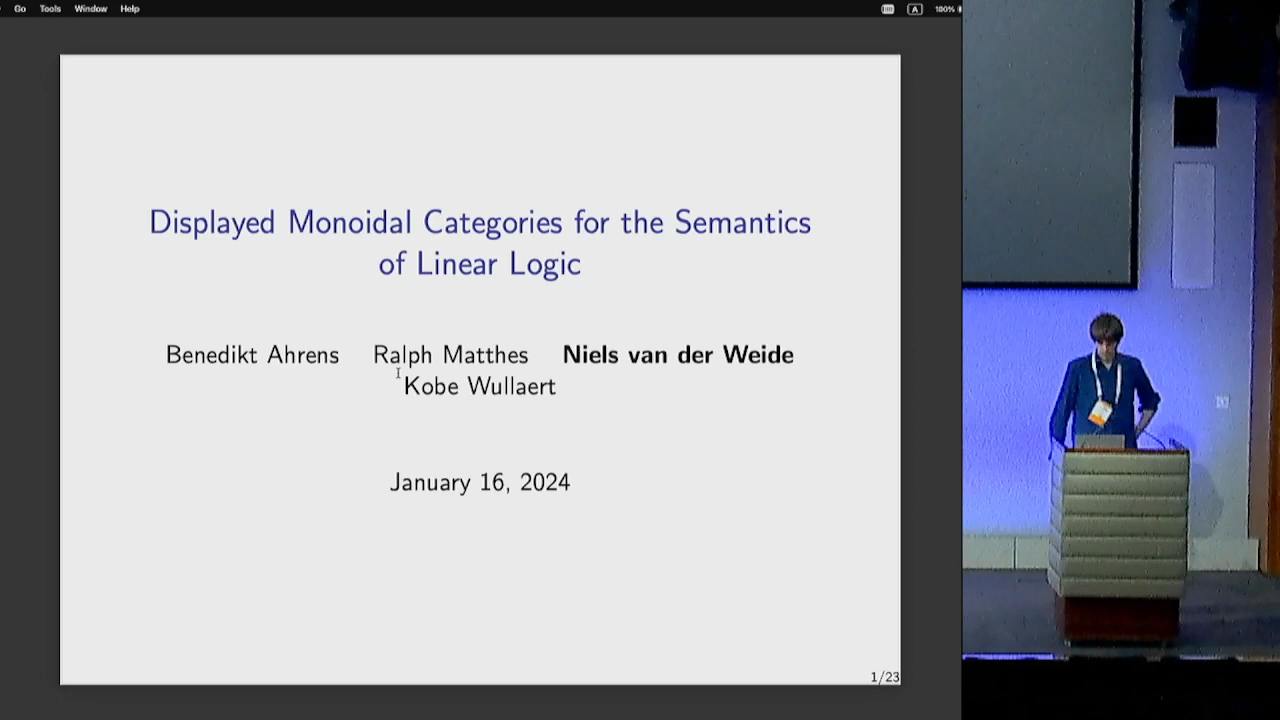 Go Tools Window Help
A 100%
Displayed Monoidal Categories for the Semantics
of Linear Logic
Benedikt Ahrens Ralph Matthes Niels van der Weide
Kobe Wullaert
January 16, 2024
1/23